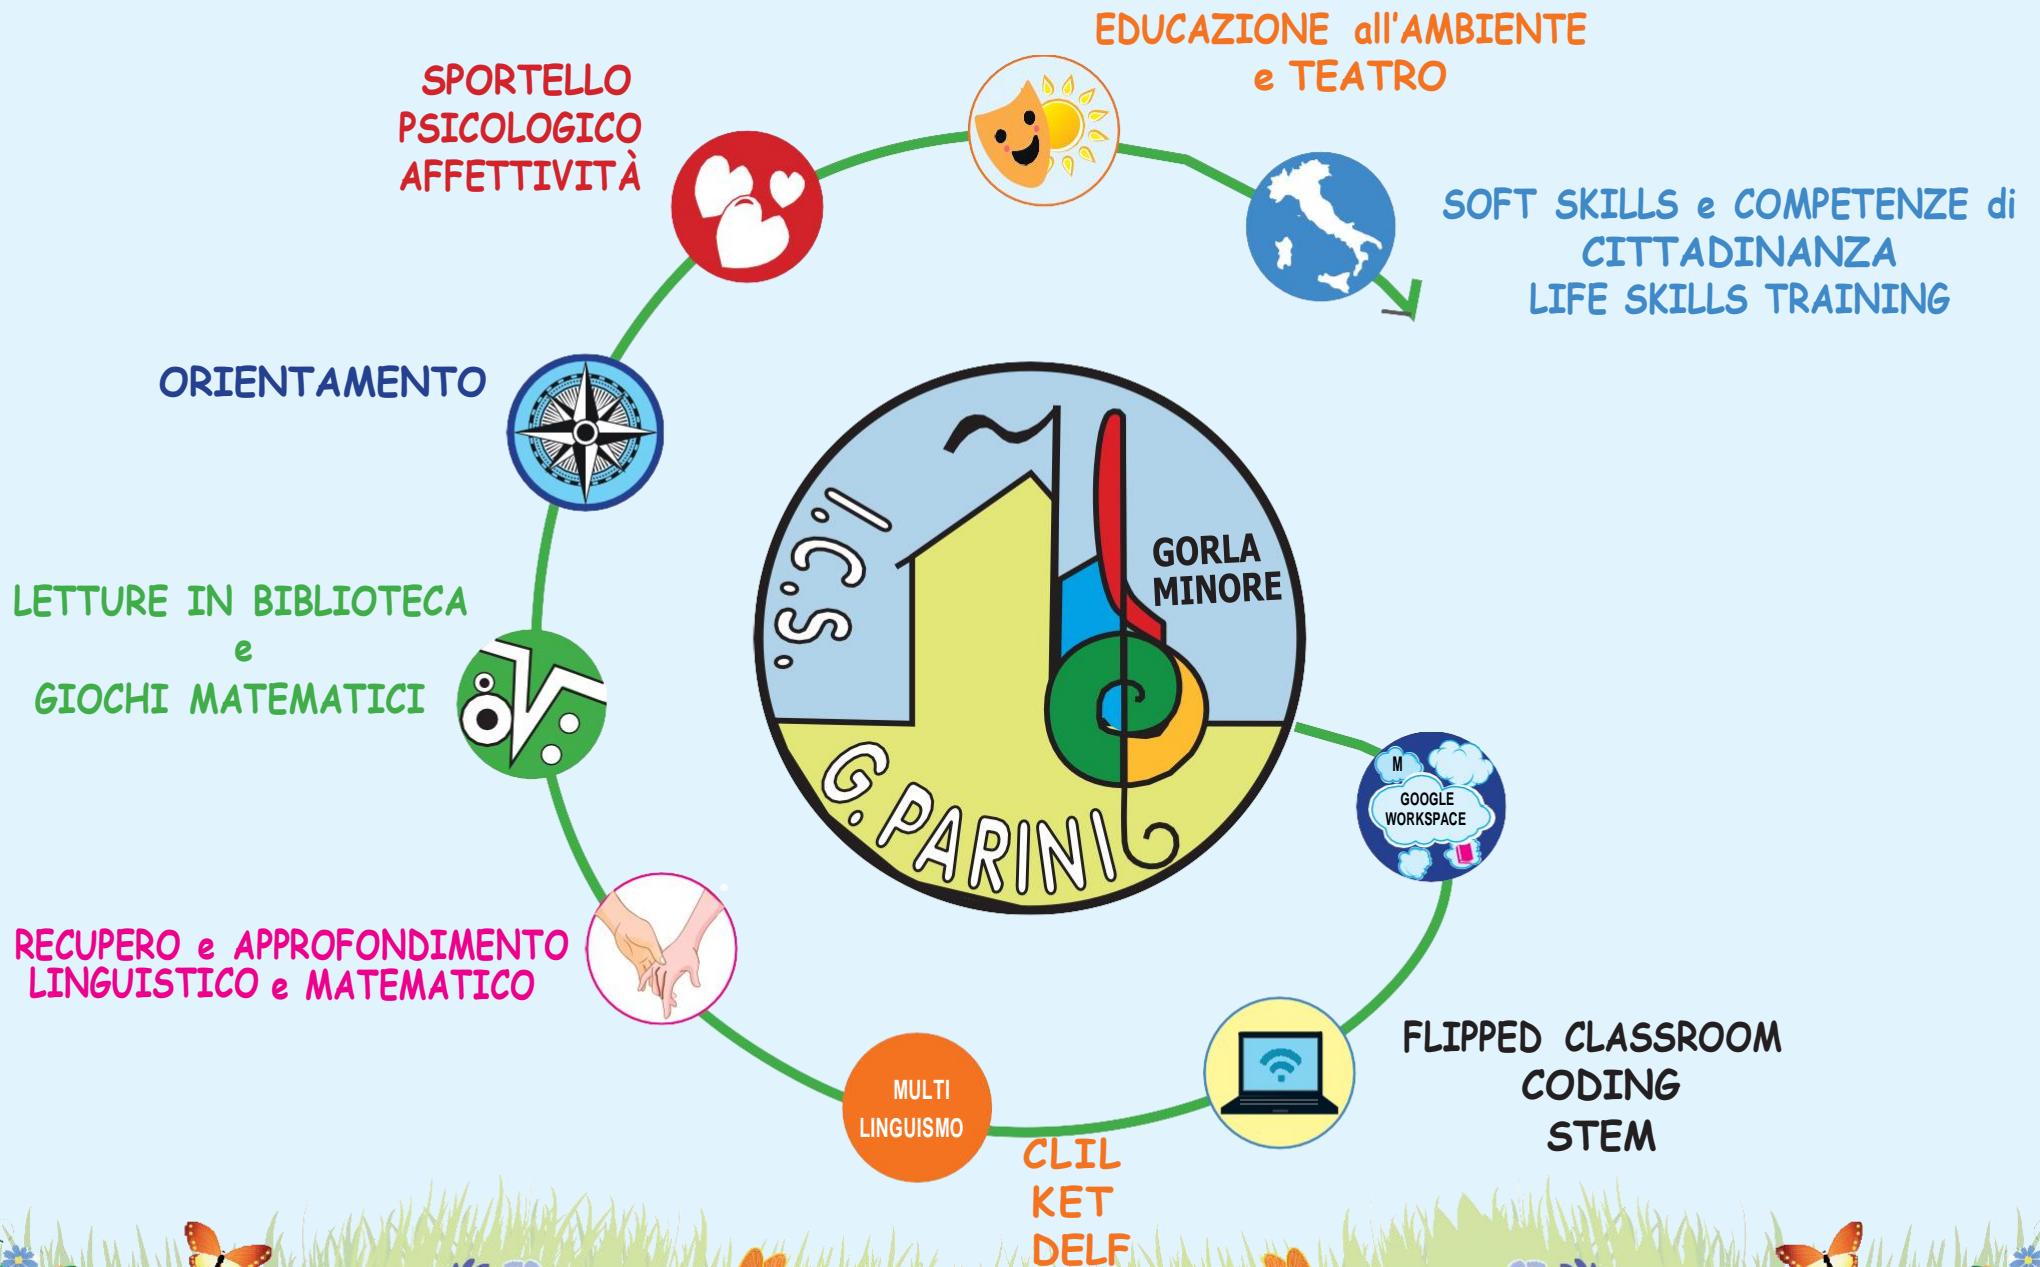 EDUCAZIONE all'AMBIENTE
e TEATRO
SPORTELLO
PSICOLOGICO
AFFETTIVITÀ
SOFT SKILLS e COMPETENZE di
CITTADINANZA
LIFE SKILLS TRAINING
ORIENTAMENTO
I.C.S.
GORLA
MINORE
G. PARINI
LETTURE IN BIBLIOTECA
e
GIOCHI MATEMATICI
M
GOOGLE
WORKSPACE
RECUPERO e APPROFONDIMENTO
LINGUISTICO e MATEMATICO
FLIPPED CLASSROOM
CODING
STEM
MULTI
LINGUISMO
CLIL
KET
DELF